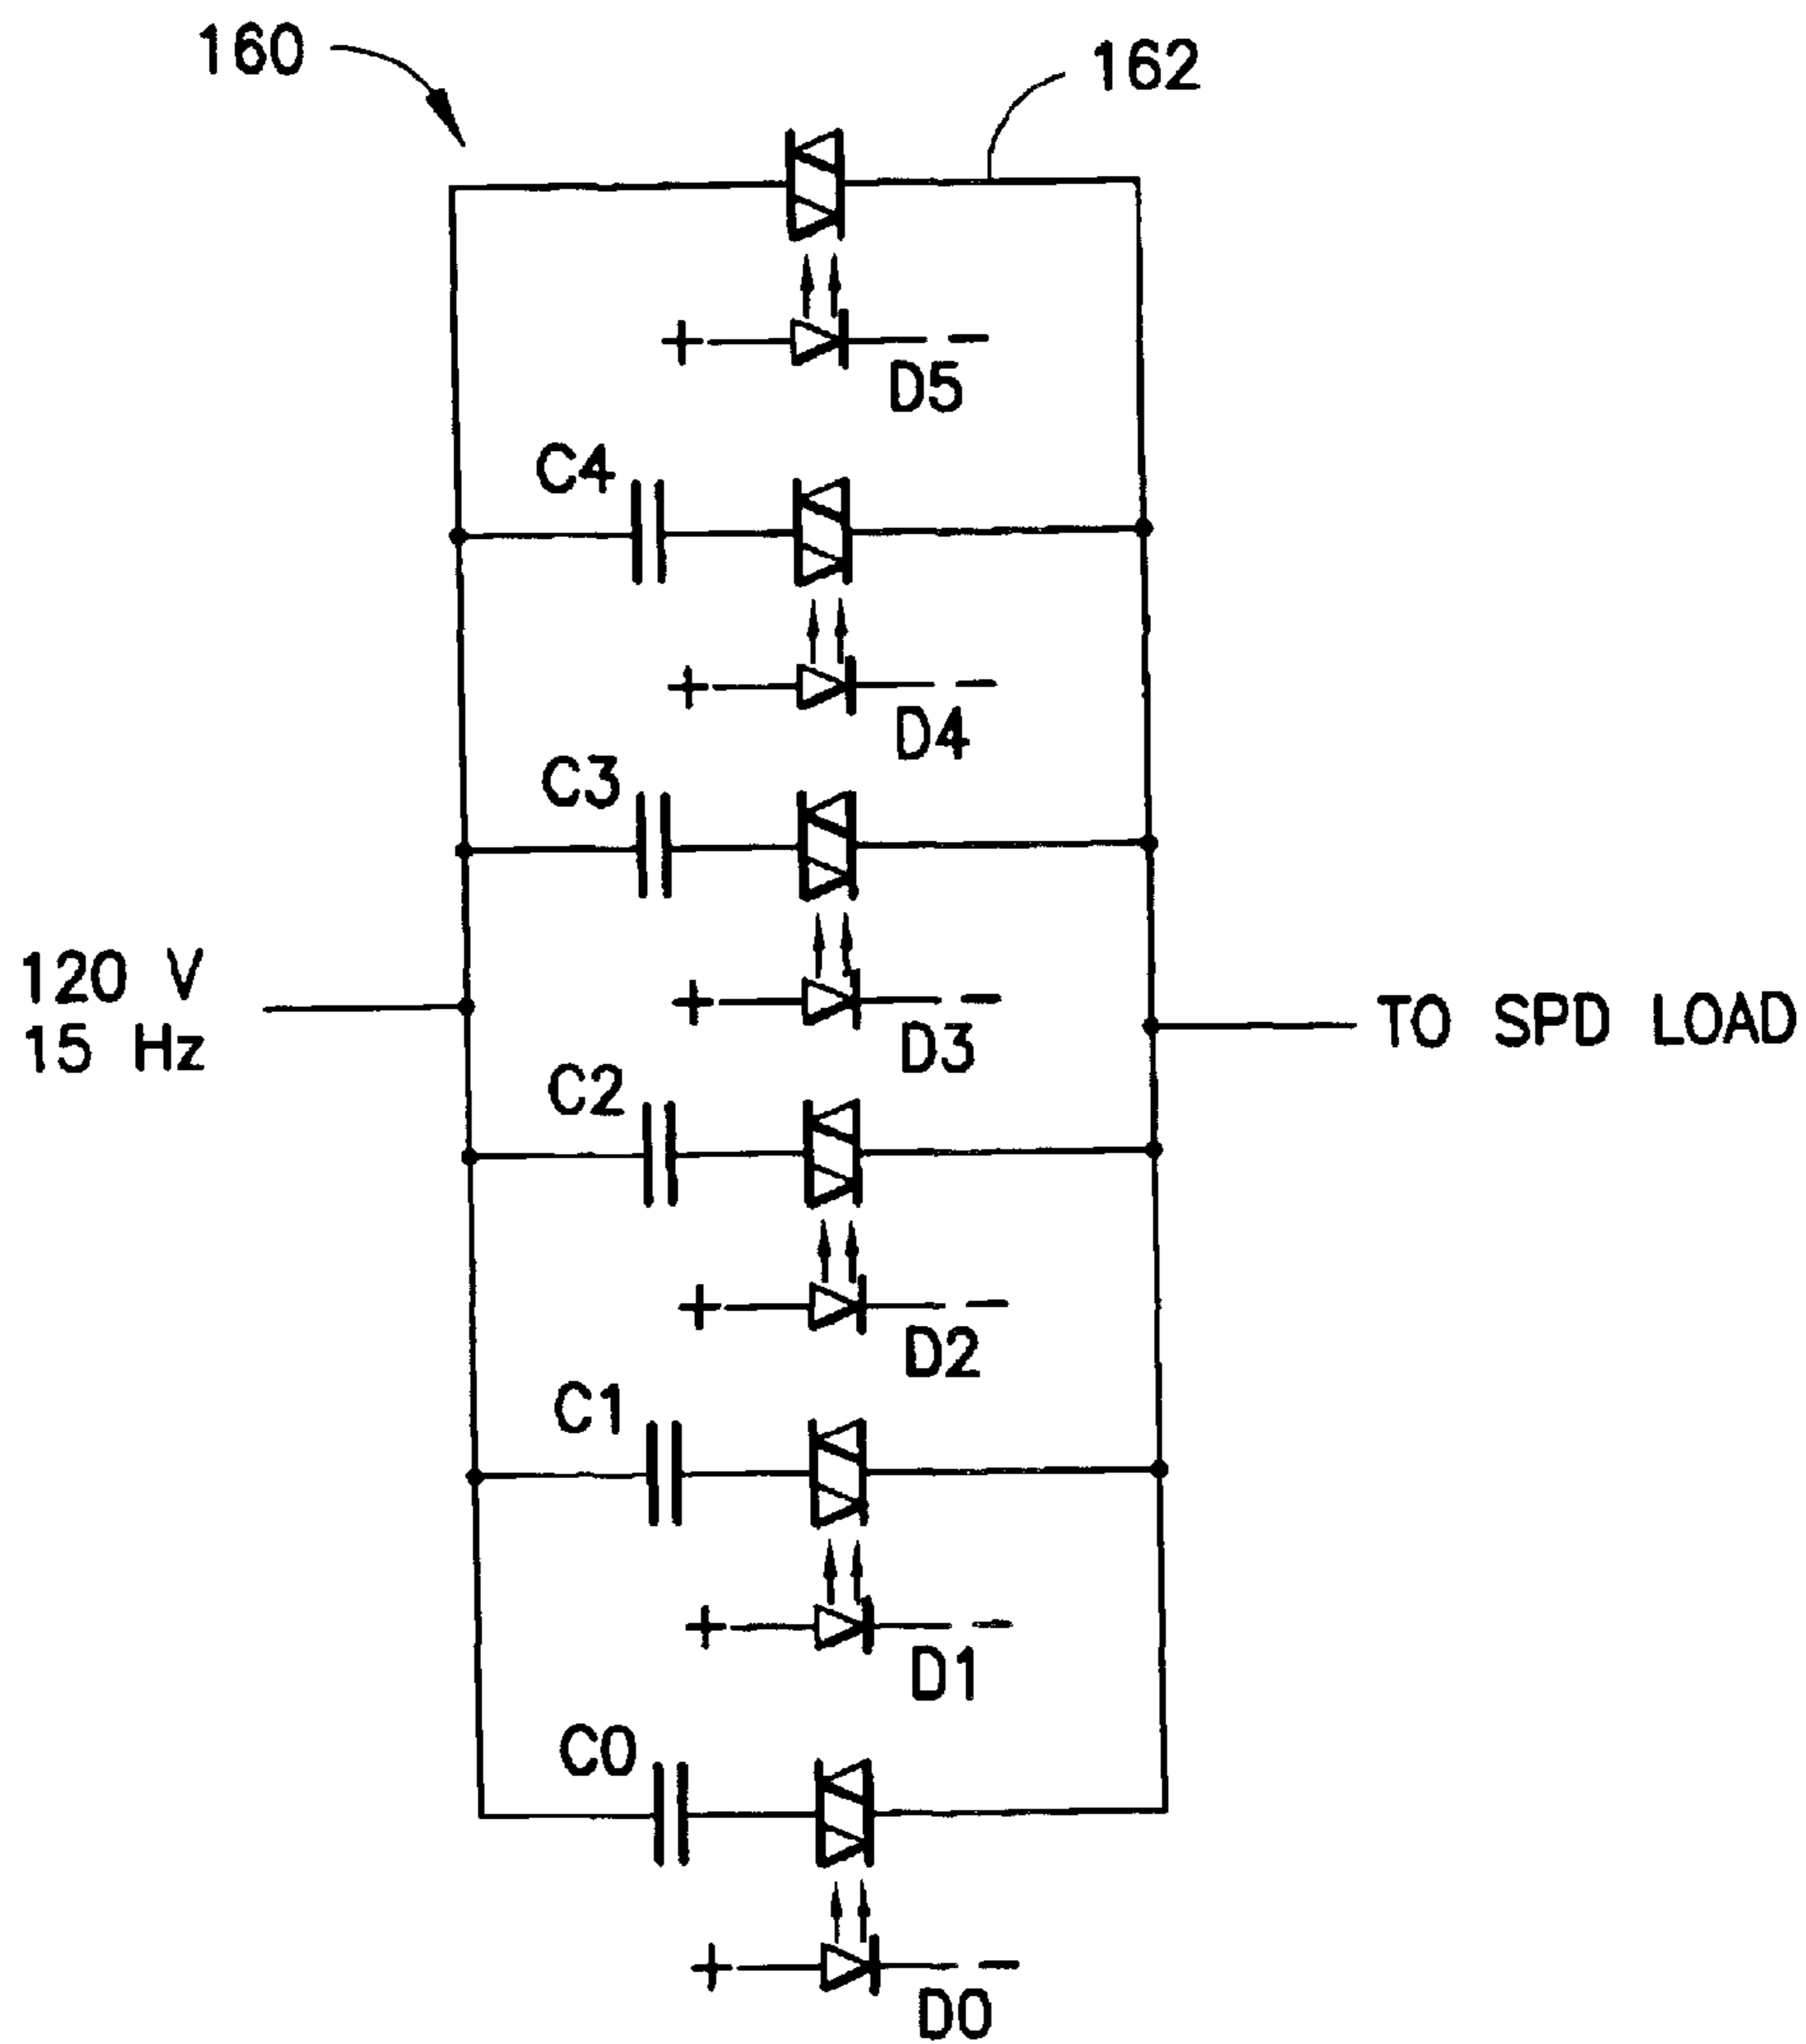 160
162
+ -
D5
C4
+ -
D4
C3
+ -
D3
120 V
15 Hz
TO SPD LOAD
C2
+ -
D2
C1
+ -
D1
C0
+ -
D0